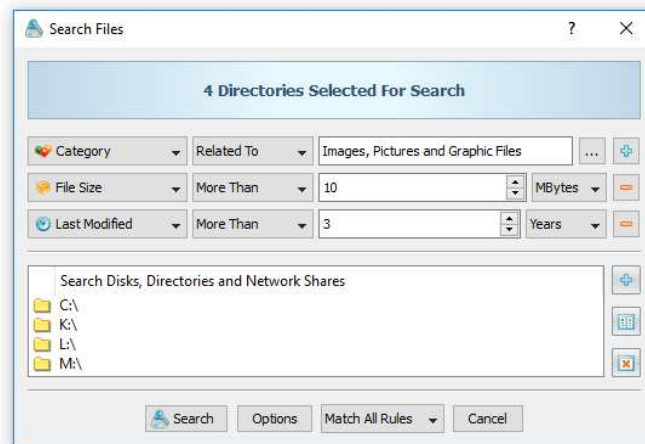 Search Files ?
4 Directories Selected For Search
Category Related To Images, Pictures and Graphic Files ...
File Size More Than 10 MBytes
Last Modified More Than 3 Years
Search Disks, Directories and Network Shares
C:\
K:\
L:\
M:\
Search Options Match All Rules Cancel